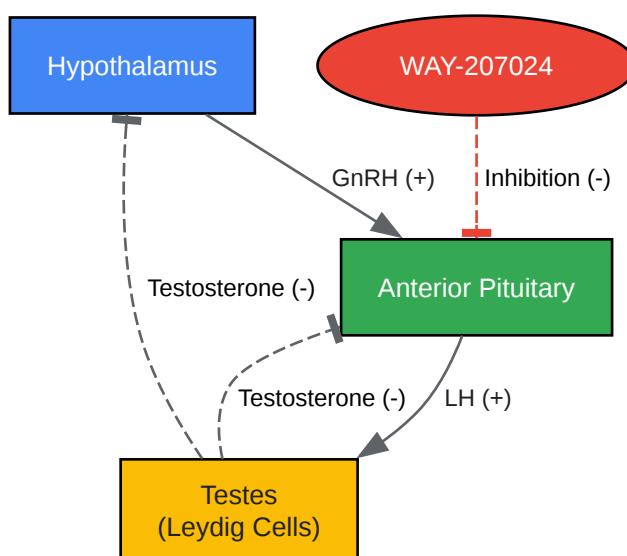 Hypothalamus
WAY-207024
GnRH (+)
Inhibition (-)
Testosterone (-)
Anterior Pituitary
Testosterone (-)
LH (+)
Testes
(Leydig Cells)